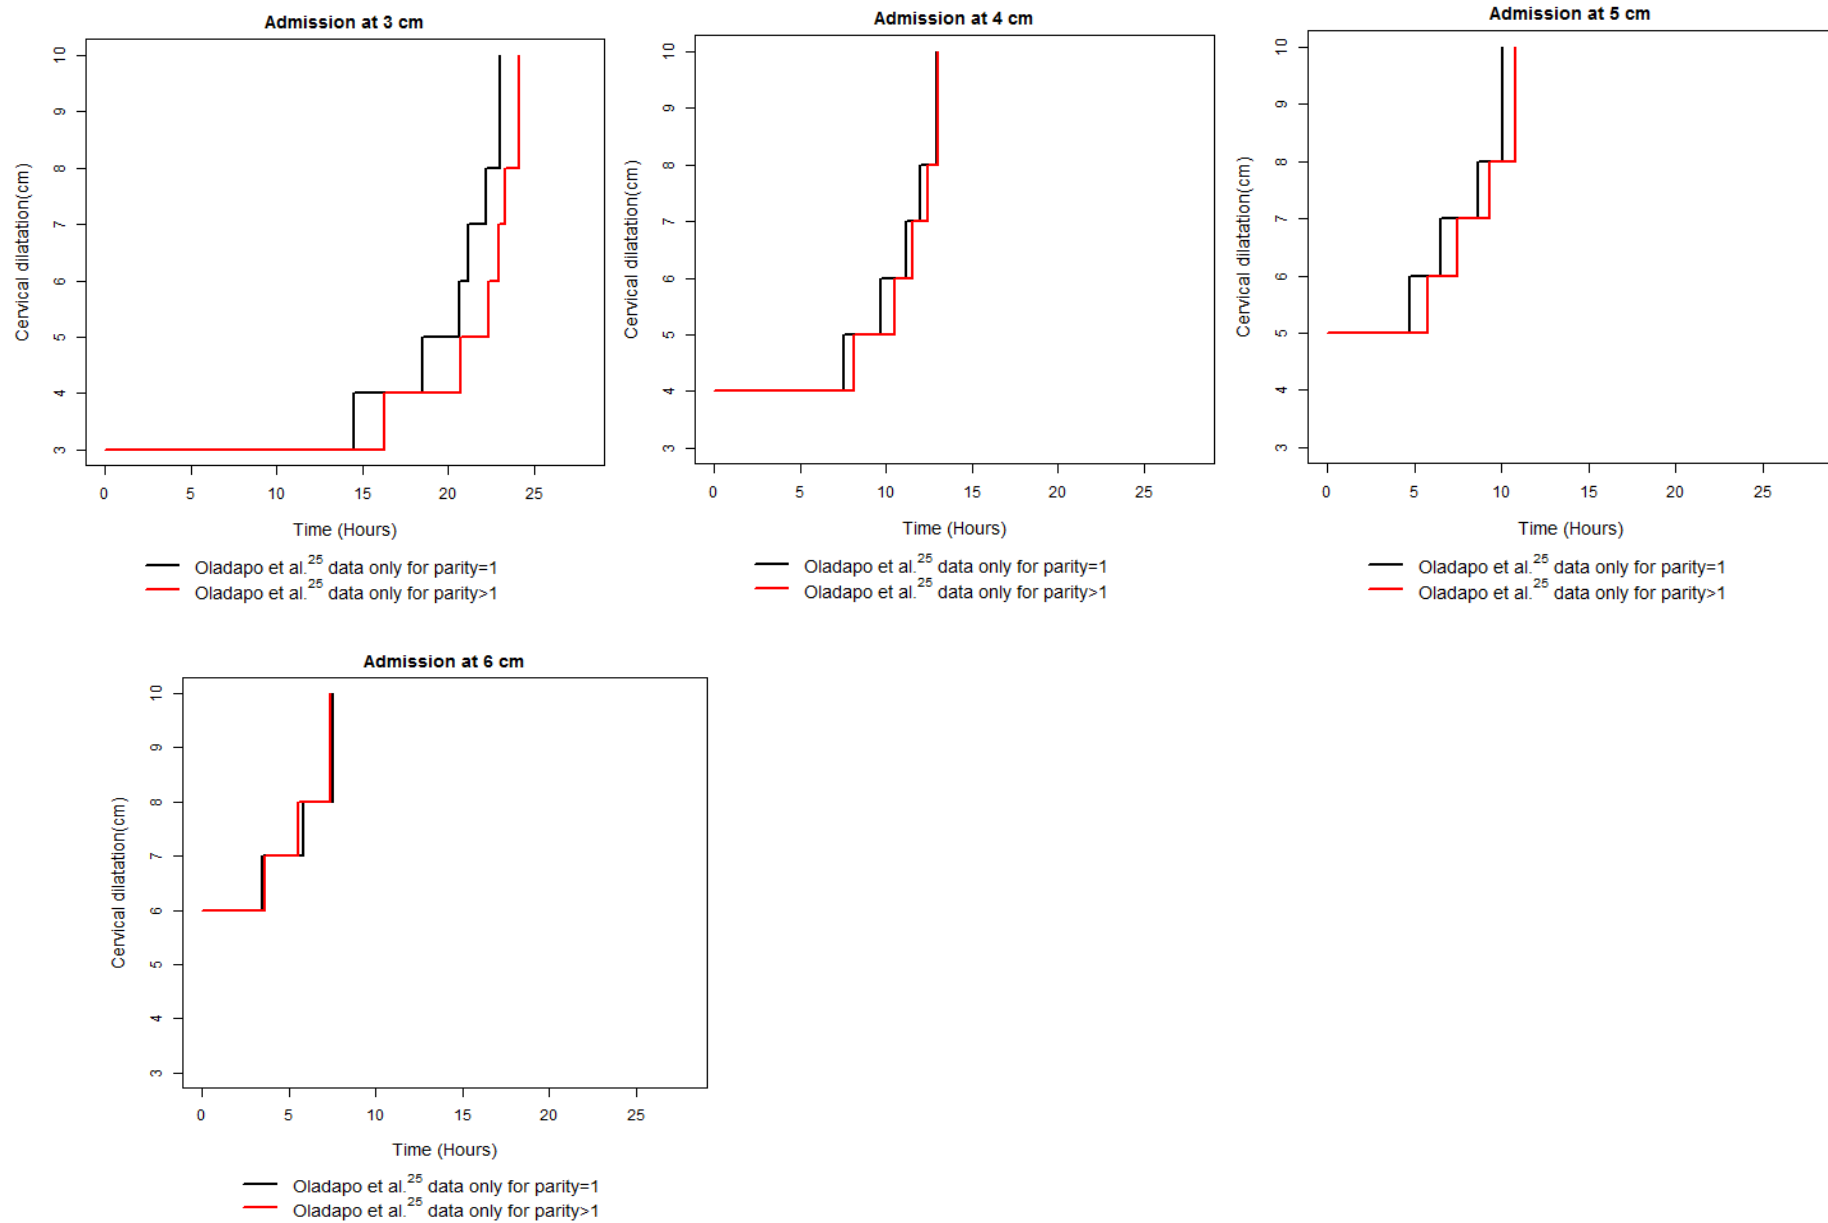 Admission at 3 cm
10
9
8
7
6
5
4
3
Cervical dilatation(cm)
0 5 10 15 20 25
Time (Hours)
Oladapo et al.25 data only for parity=1
Oladapo et al.25 data only for parity>1
Admission at 4 cm
10
9
8
7
6
5
4
3
Cervical dilatation(cm)
0 5 10 15 20 25
Time (Hours)
Oladapo et al.25 data only for parity=1
Oladapo et al.25 data only for parity>1
Admission at 5 cm
10
9
8
7
6
5
4
3
Cervical dilatation(cm)
0 5 10 15 20 25
Time (Hours)
Oladapo et al.25 data only for parity=1
Oladapo et al.25 data only for parity>1
Admission at 6 cm
10
9
8
7
6
5
4
3
Cervical dilatation(cm)
0 5 10 15 20 25
Time (Hours)
Oladapo et al.25 data only for parity=1
Oladapo et al.25 data only for parity>1